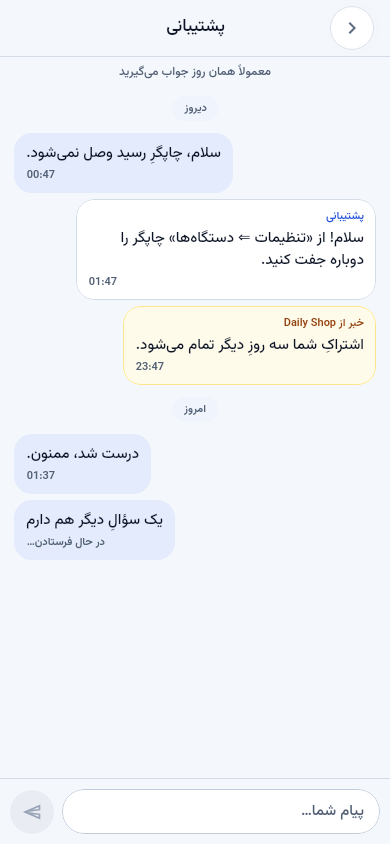 پشتیبانی
معمولاً همان روز جواب می‌گیرید
دیروز
سلام، چاپگرِ رسید وصل نمی‌شود.
00:47
پشتیبانی
سلام! از «تنظیمات ⇐ دستگاه‌ها» چاپگر را
دوباره جفت کنید.
01:47
خبر از Daily Shop
اشتراکِ شما سه روزِ دیگر تمام می‌شود.
23:47
امروز
درست شد، ممنون.
01:37
یک سؤالِ دیگر هم دارم
در حال فرستادن…
پیام شما…